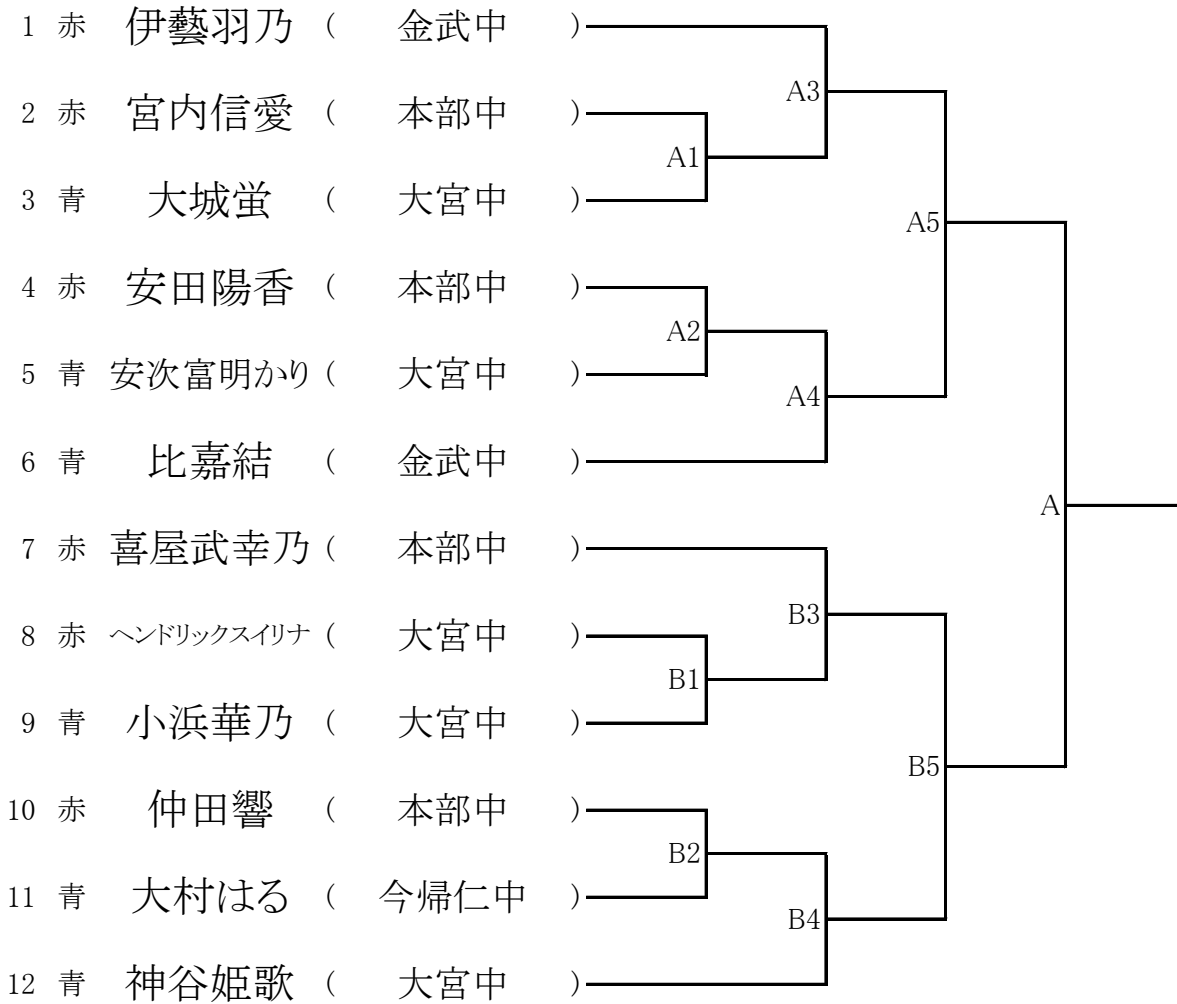 1 赤 伊藝羽乃 ( 金武中 )
A3
2 赤 宮内信愛 ( 本部中 )
A1
3 青 大城蛍 ( 大宮中 )
A5
4 赤 安田陽香 ( 本部中 )
A2
5 青 安次富明かり ( 大宮中 )
A4
6 青 比嘉結 ( 金武中 )
A
7 赤 喜屋武幸乃 ( 本部中 )
B3
8 赤 ヘンドリックスイリナ ( 大宮中 )
B1
9 青 小浜華乃 ( 大宮中 )
B5
10 赤 仲田響 ( 本部中 )
B2
11 青 大村はる ( 今帰仁中 )
B4
12 青 神谷姫歌 ( 大宮中 )